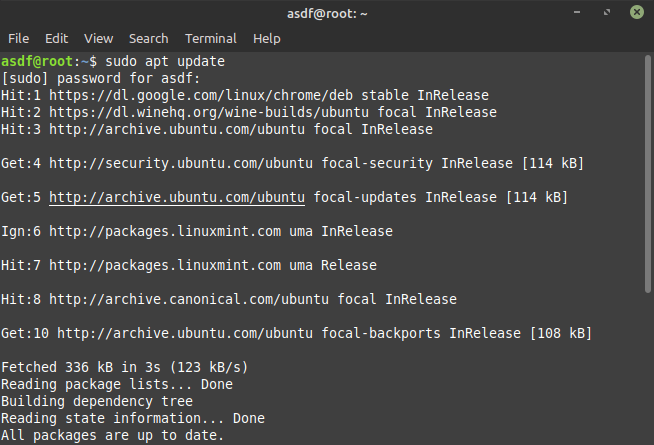 asdf@root: ~
File Edit View Search Terminal Help
asdf@root:~$ sudo apt update
[sudo] password for asdf:
Hit:1 https://dl.google.com/linux/chrome/deb stable InRelease
Hit:2 https://dl.winehq.org/wine-builds/ubuntu focal InRelease
Hit:3 http://archive.ubuntu.com/ubuntu focal InRelease
Get:4 http://security.ubuntu.com/ubuntu focal-security InRelease [114 kB]
Get:5 http://archive.ubuntu.com/ubuntu focal-updates InRelease [114 kB]
Ign:6 http://packages.linuxmint.com uma InRelease
Hit:7 http://packages.linuxmint.com uma Release
Hit:8 http://archive.canonical.com/ubuntu focal InRelease
Get:10 http://archive.ubuntu.com/ubuntu focal-backports InRelease [108 kB]
Fetched 336 kB in 3s (123 kB/s)
Reading package lists... Done
Building dependency tree
Reading state information... Done
All packages are up to date.